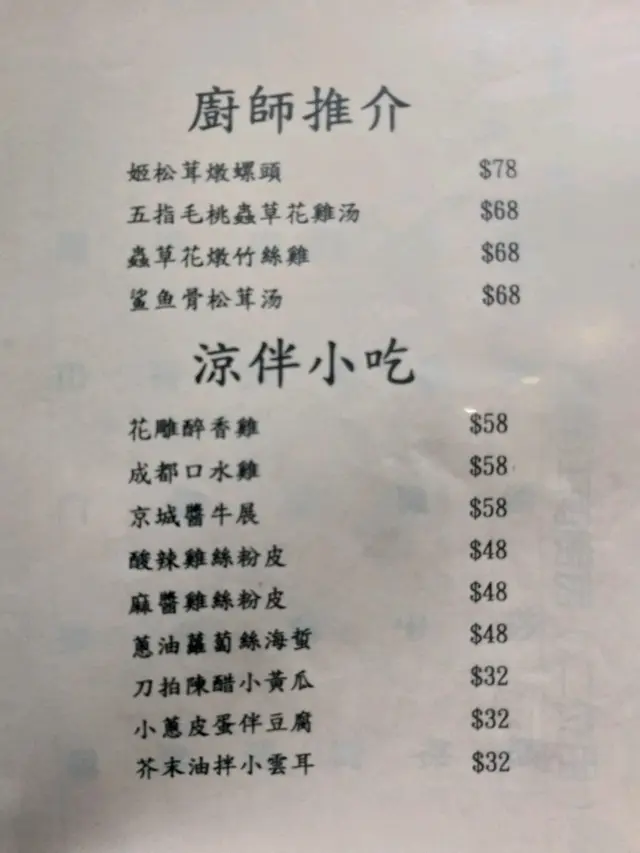 廚師推介
姬松茸燉螺頭 $78
五指毛桃蟲草花雞汤 $68
蟲草花燉竹絲雞 $68
鲨鱼骨松茸汤 $68
涼伴小吃
花雕醉香雞 $58
成都口水雞 $58
京城醬牛展 $58
酸辣雞絲粉皮 $48
麻醬雞絲粉皮 $48
蔥油蘿蔔絲海蜇 $48
刀拍陳醋小黃瓜 $32
小蔥皮蛋伴豆腐 $32
芥末油拌小雲耳 $32